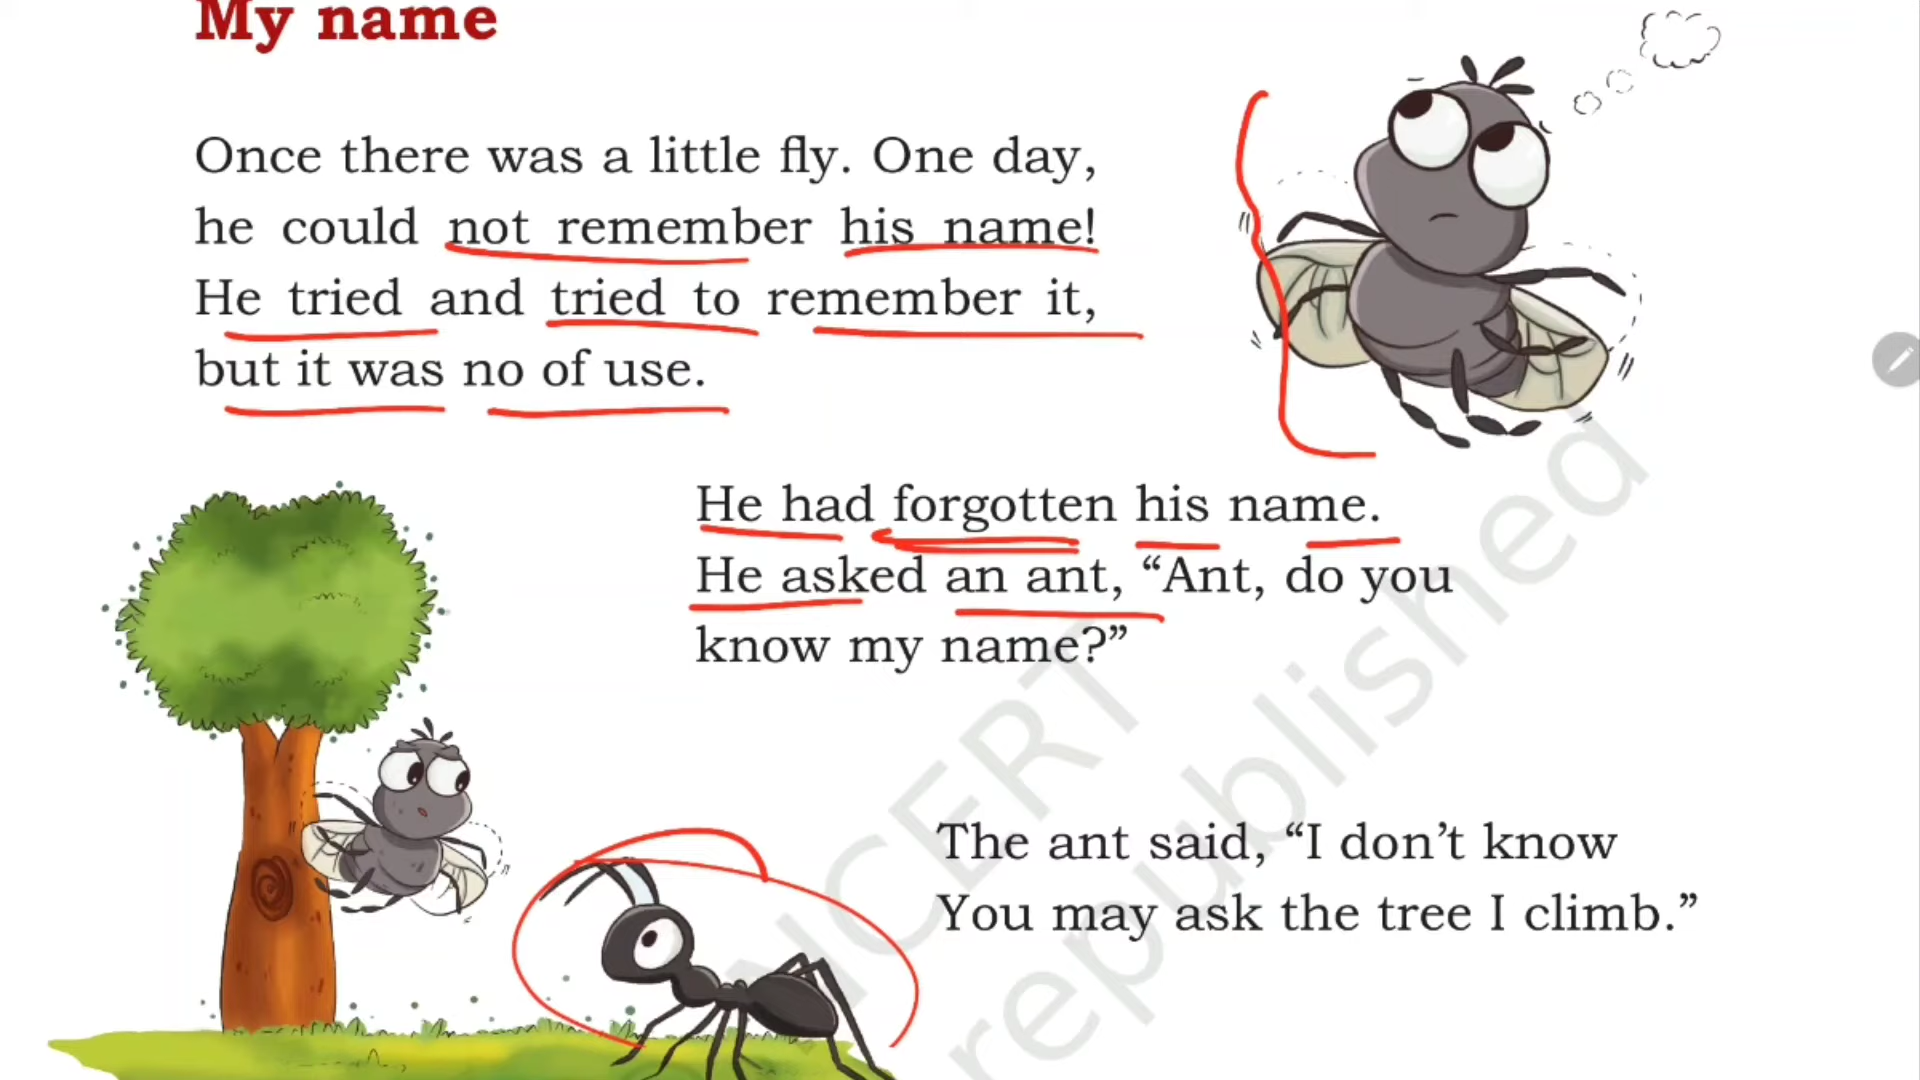 My name
Once there was a little fly. One day,
he could not remember his name!
He tried and tried to remember it,
but it was no of use.
He had forgotten his name.
He asked an ant, “Ant, do you
know my name?”
The ant said, “I don’t know
You may ask the tree I climb.”
NCERT
republished